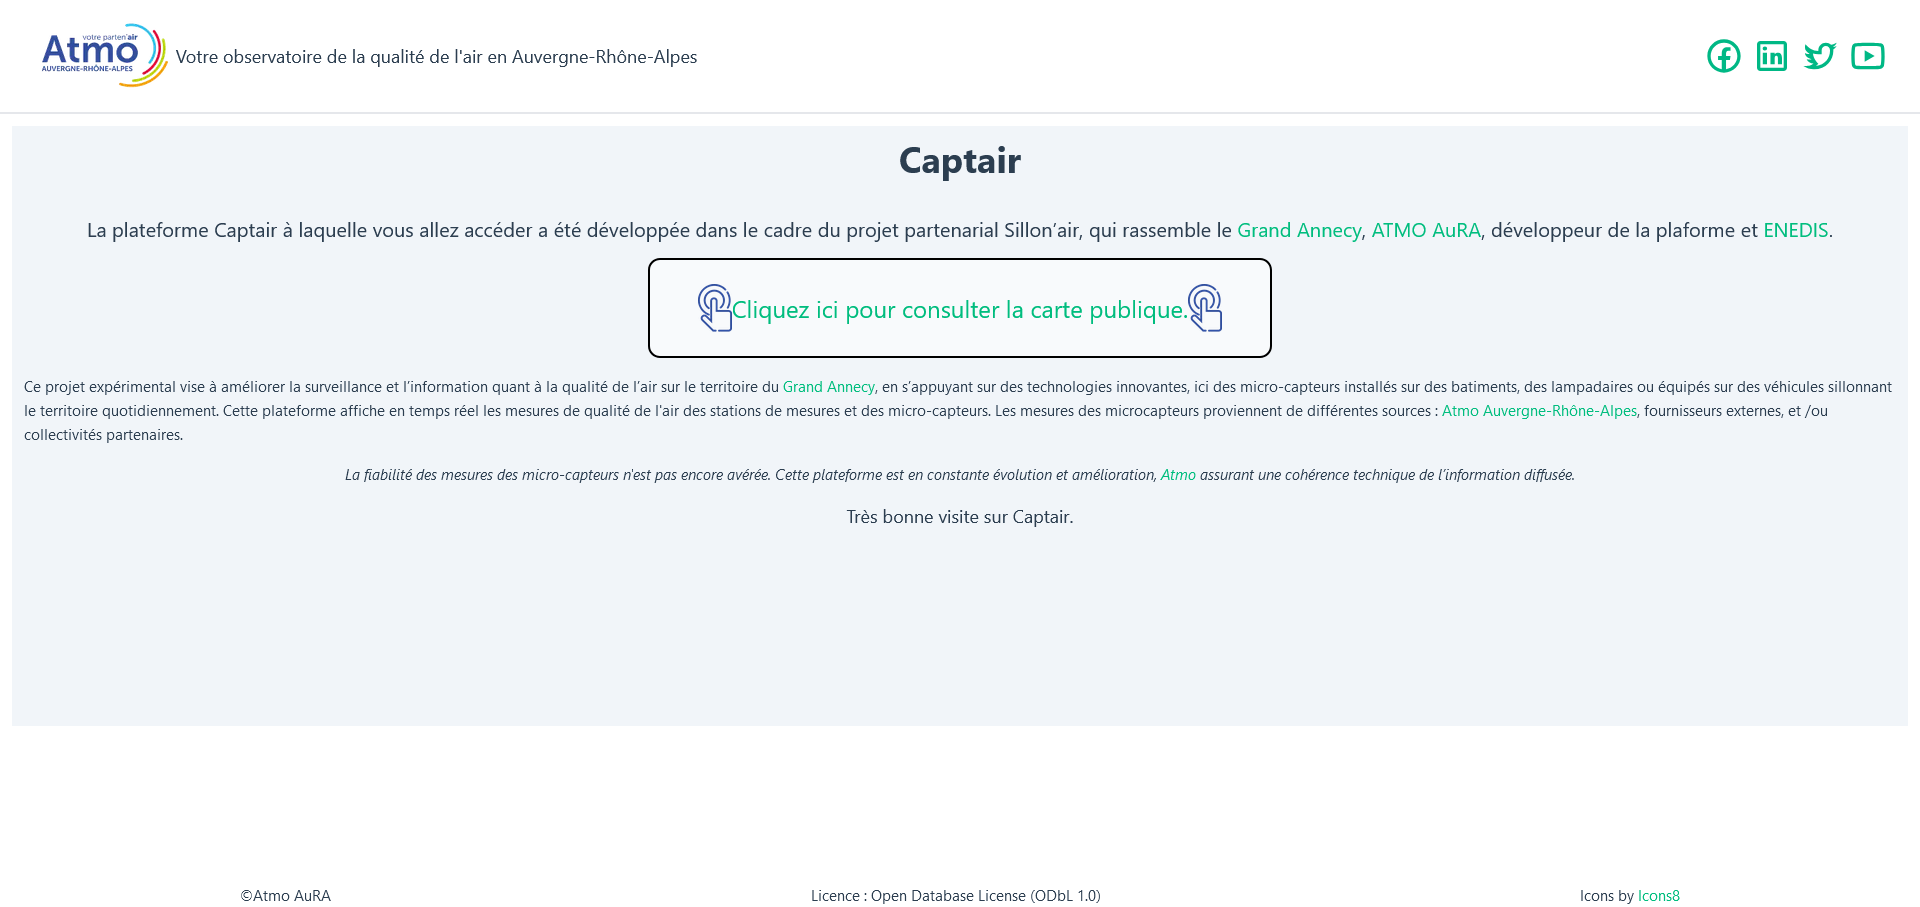 votre parten'air
Atmo
AUVERGNE-RHÔNE-ALPES
Votre observatoire de la qualité de l'air en Auvergne-Rhône-Alpes
Captair
La plateforme Captair à laquelle vous allez accéder a été développée dans le cadre du projet partenarial Sillon’air, qui rassemble le Grand Annecy, ATMO AuRA, développeur de la plaforme et ENEDIS.
Cliquez ici pour consulter la carte publique.
Ce projet expérimental vise à améliorer la surveillance et l’information quant à la qualité de l’air sur le territoire du Grand Annecy, en s’appuyant sur des technologies innovantes, ici des micro-capteurs installés sur des batiments, des lampadaires ou équipés sur des véhicules sillonnant
le territoire quotidiennement. Cette plateforme affiche en temps réel les mesures de qualité de l'air des stations de mesures et des micro-capteurs. Les mesures des microcapteurs proviennent de différentes sources : Atmo Auvergne-Rhône-Alpes, fournisseurs externes, et /ou
collectivités partenaires.
La fiabilité des mesures des micro-capteurs n'est pas encore avérée. Cette plateforme est en constante évolution et amélioration, Atmo assurant une cohérence technique de l’information diffusée.
Très bonne visite sur Captair.
©Atmo AuRA
Licence : Open Database License (ODbL 1.0)
Icons by Icons8